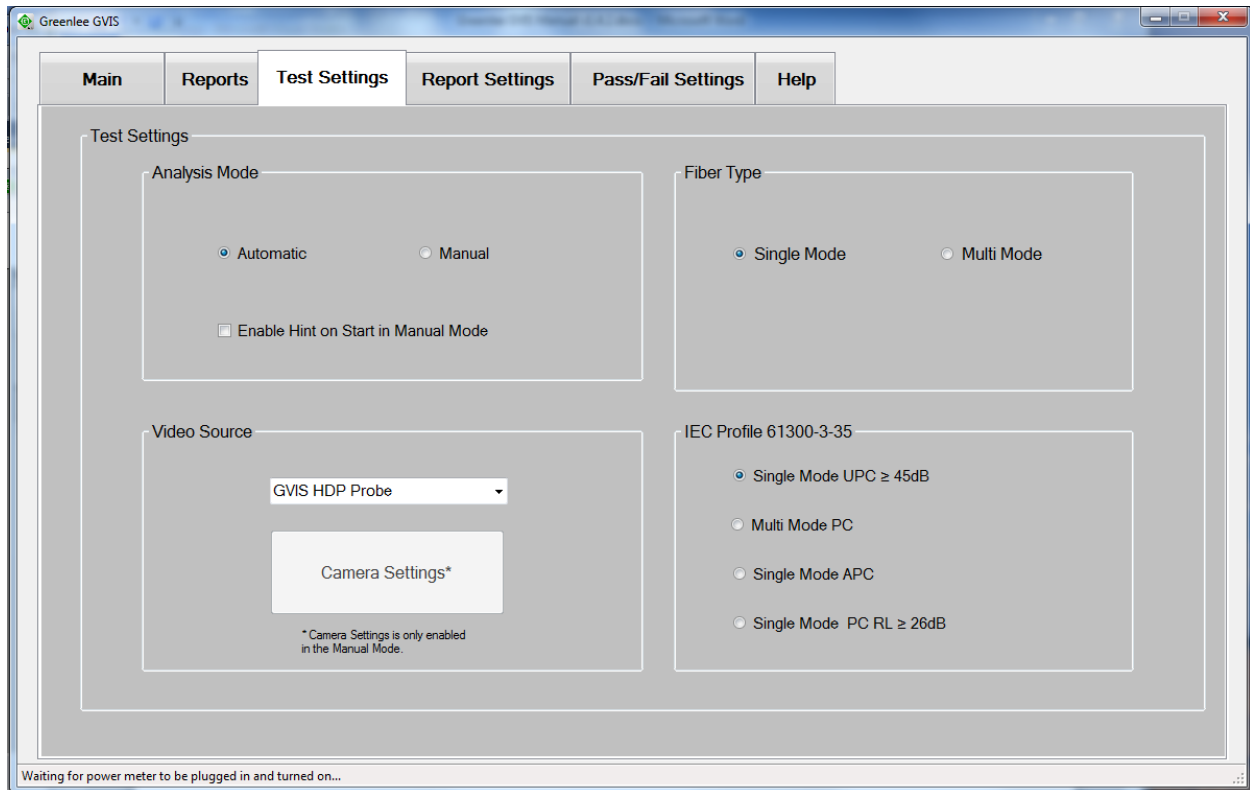 Greenlee GVIS
Main
Reports
Test Settings
Report Settings
Pass/Fail Settings
Help
Test Settings
Analysis Mode
Automatic
Manual
Enable Hint on Start in Manual Mode
Fiber Type
Single Mode
Multi Mode
Video Source
GVIS HDP Probe
Camera Settings*
* Camera Settings is only enabled
in the Manual Mode.
IEC Profile 61300-3-35
Single Mode UPC ≥ 45dB
Multi Mode PC
Single Mode APC
Single Mode  PC RL ≥ 26dB
Waiting for power meter to be plugged in and turned on...